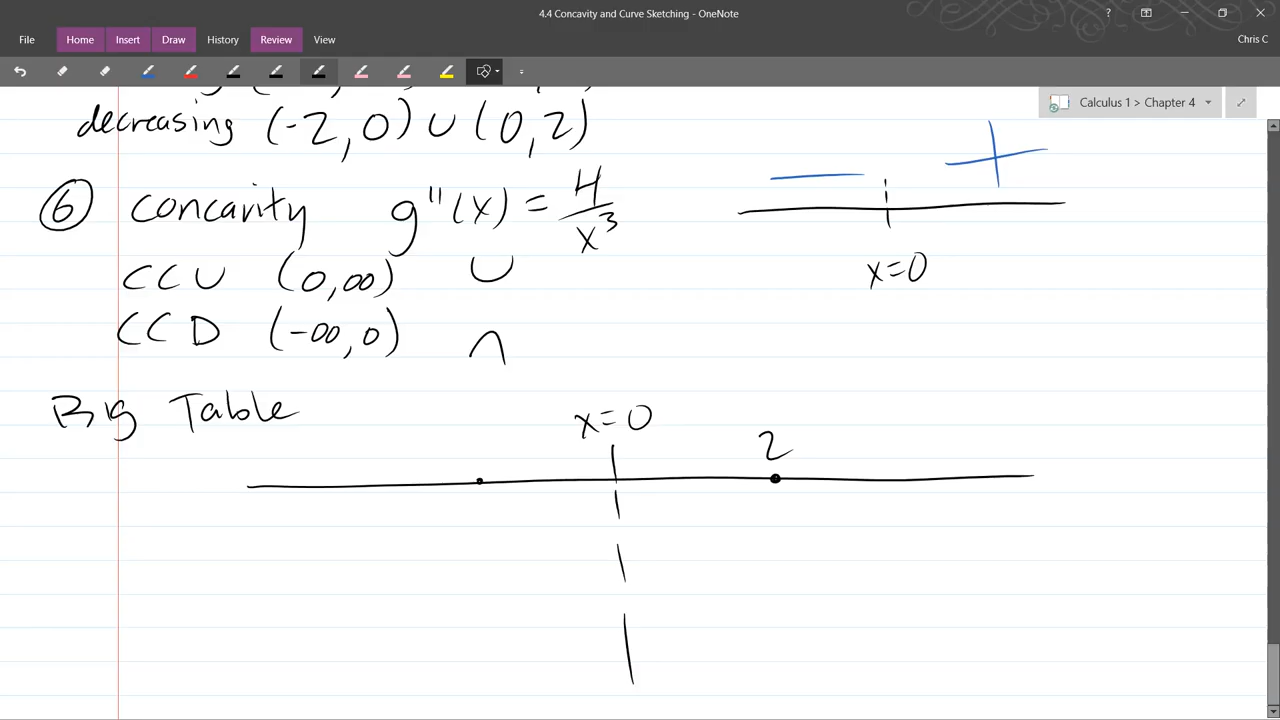 4.4 Concavity and Curve Sketching - OneNote
File Home Insert Draw History Review View Chris C
Calculus 1 > Chapter 4
decreasing (-2, 0) ∪ (0, 2)
6 concavity g''(x) = 4/x³
− +
x=0
CCU (0, ∞) ∪
CCD (-∞, 0) ∩
Big Table
x=0
2